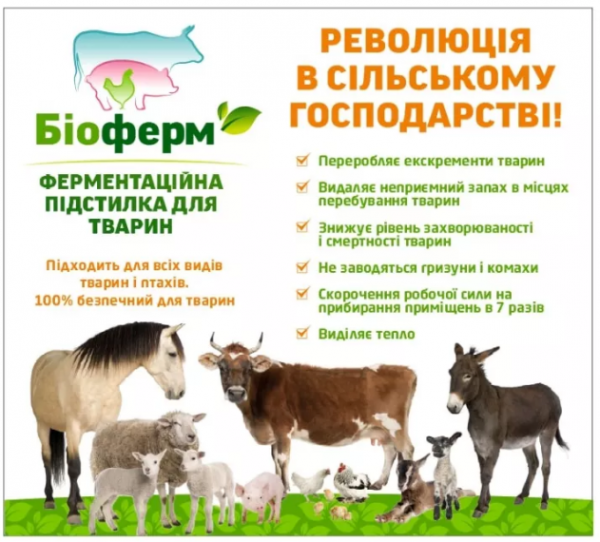 Біоферм
ФЕРМЕНТАЦІЙНА
ПІДСТИЛКА ДЛЯ
ТВАРИН
Підходить для всіх видів
тварин і птахів.
100% безпечний для тварин
РЕВОЛЮЦІЯ
В СІЛЬСЬКОМУ
ГОСПОДАРСТВІ!
Переробляє екскременти тварин
Видаляє неприємний запах в місцях
перебування тварин
Знижує рівень захворюваності
і смертності тварин
Не заводяться гризуни і комахи
Скорочення робочої сили на
прибирання приміщень в 7 разів
Виділяє тепло